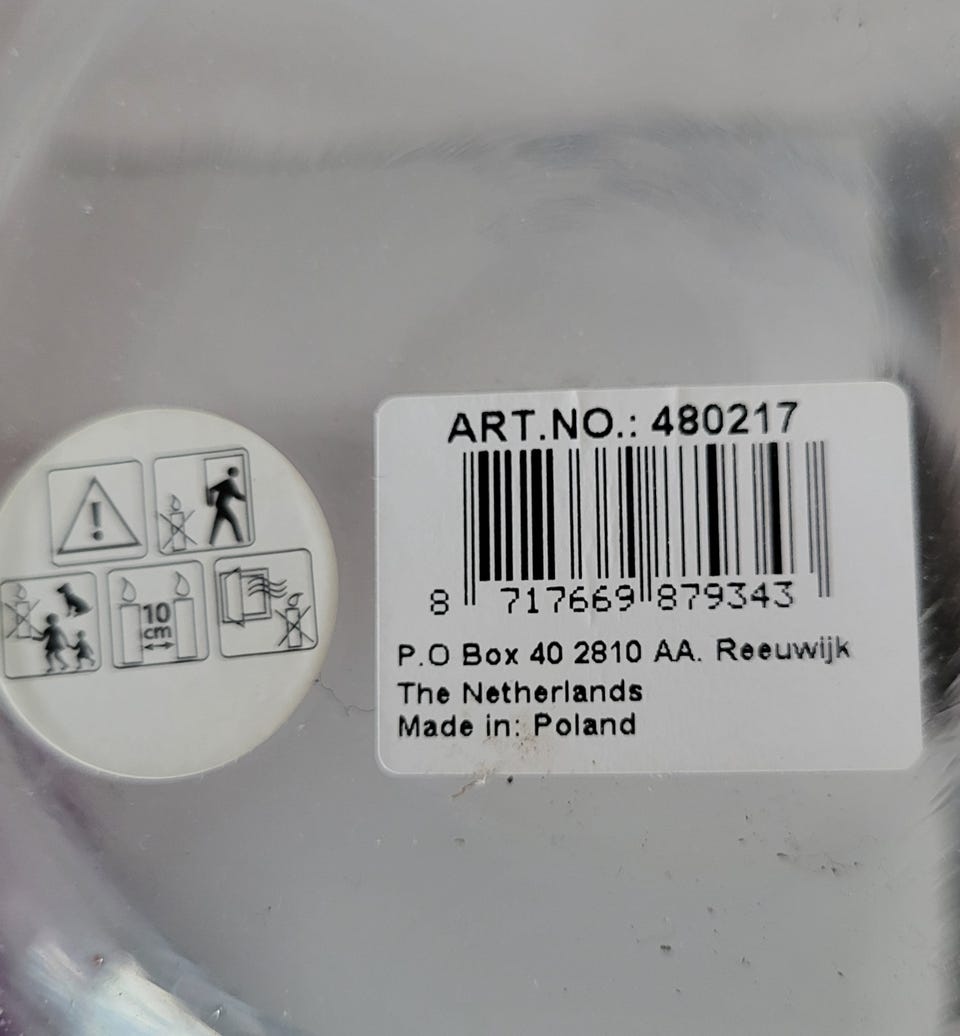 ART.NO.: 480217
8 717669 879343
P.O Box 40 2810 AA. Reeuwijk
The Netherlands
Made in: Poland
!
10
cm